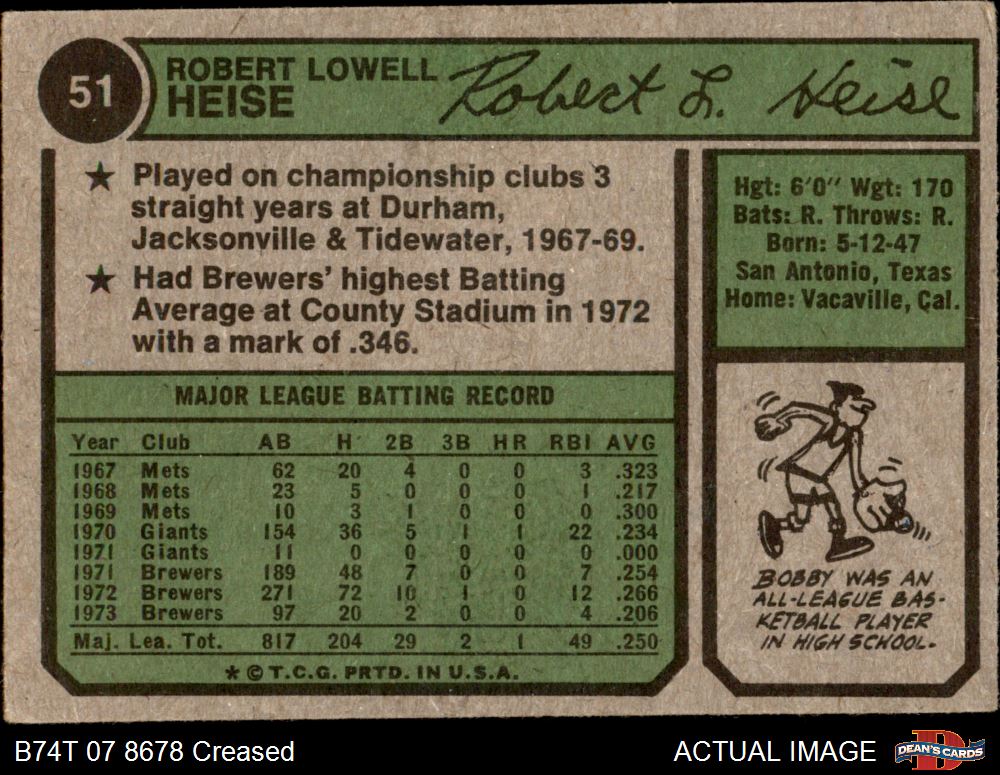 51
ROBERT LOWELL
HEISE
Robert L. Heise
★ Played on championship clubs 3
straight years at Durham,
Jacksonville & Tidewater, 1967-69.
★ Had Brewers' highest Batting
Average at County Stadium in 1972
with a mark of .346.
Hgt: 6'0" Wgt: 170
Bats: R. Throws: R.
Born: 5-12-47
San Antonio, Texas
Home: Vacaville, Cal.
MAJOR LEAGUE BATTING RECORD
Year Club AB H 2B 3B HR RBI AVG
1967 Mets 62 20 4 0 0 3 .323
1968 Mets 23 5 0 0 0 1 .217
1969 Mets 10 3 1 0 0 0 .300
1970 Giants 154 36 5 1 1 22 .234
1971 Giants 11 0 0 0 0 0 .000
1971 Brewers 189 48 7 0 0 7 .254
1972 Brewers 271 72 10 1 0 12 .266
1973 Brewers 97 20 2 0 0 4 .206
Maj. Lea. Tot. 817 204 29 2 1 49 .250
* © T.C.G. PRTD. IN U.S.A.
BOBBY WAS AN
ALL-LEAGUE BAS-
KETBALL PLAYER
IN HIGH SCHOOL.
B74T 07 8678 Creased
ACTUAL IMAGE
D
DEAN'S CARDS